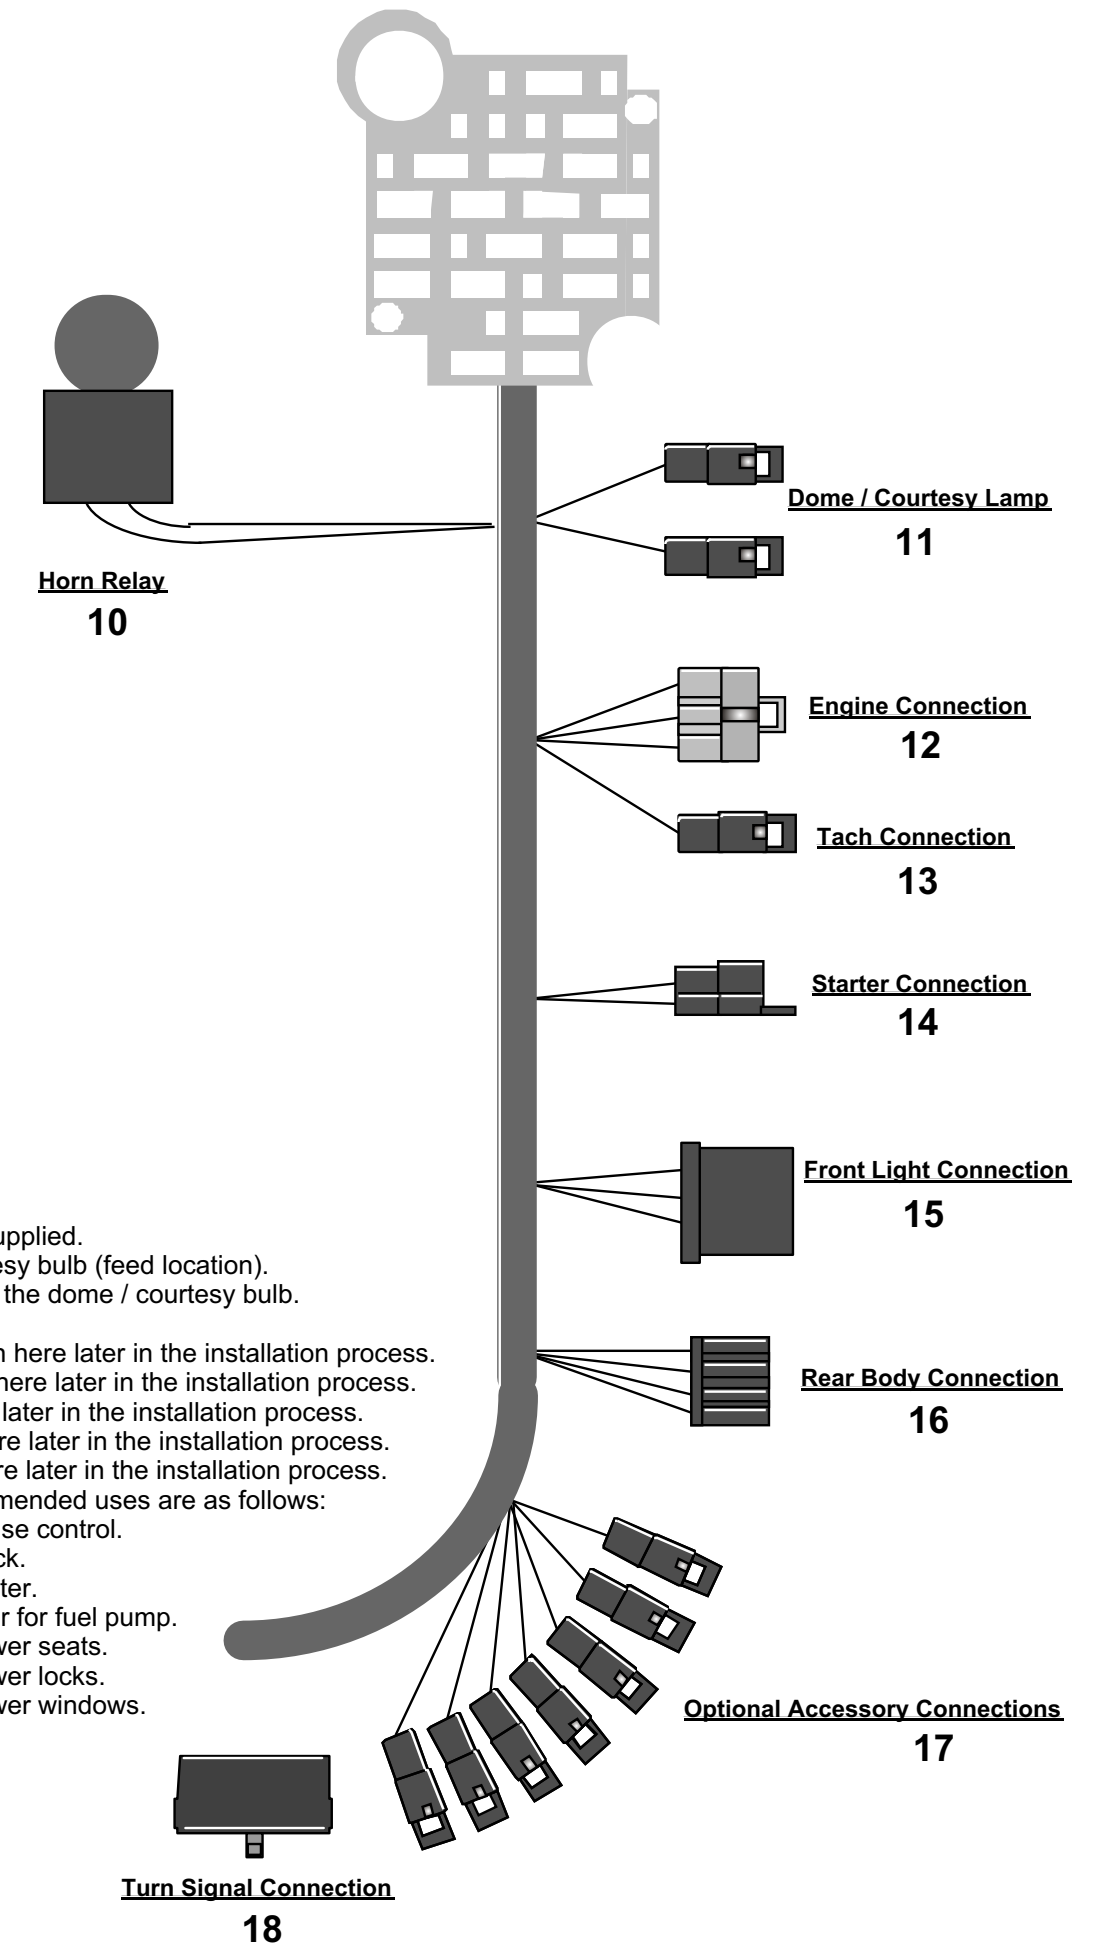 Dome / Courtesy Lamp
11
Horn Relay
10
Engine Connection
12
Tach Connection
13
Starter Connection
14
Front Light Connection
15
upplied.
esy bulb (feed location).
the dome / courtesy bulb.
n here later in the installation process.
here later in the installation process.
later in the installation process.
re later in the installation process.
re later in the installation process.
mended uses are as follows:
se control.
ck.
ter.
r for fuel pump.
wer seats.
wer locks.
wer windows.
Rear Body Connection
16
Optional Accessory Connections
17
Turn Signal Connection
18